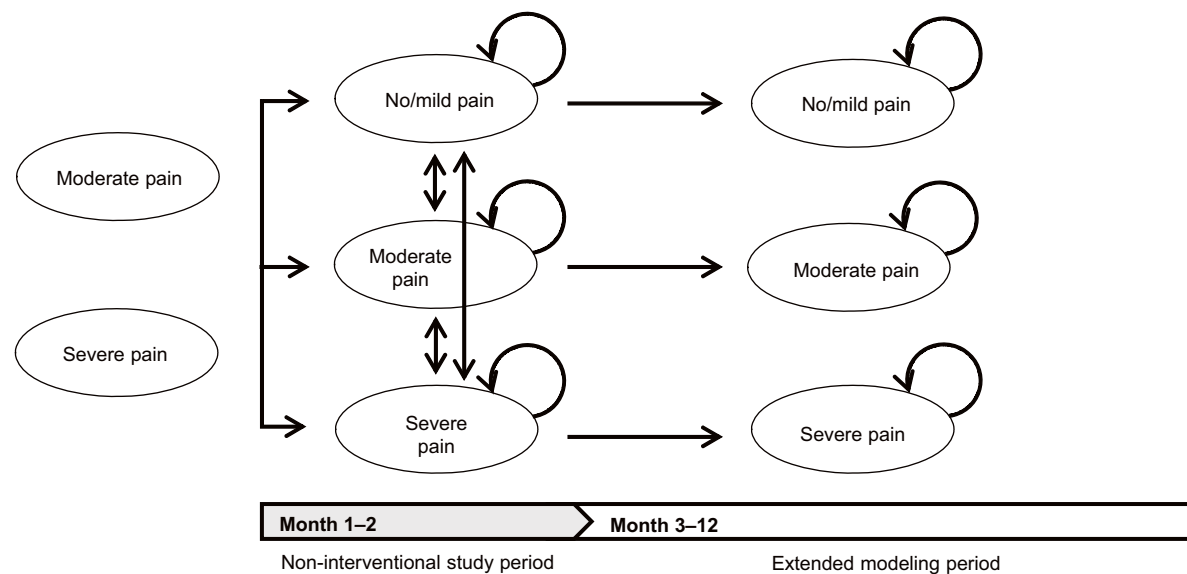 Moderate pain
Severe pain
No/mild pain
Moderate
pain
Severe
pain
No/mild pain
Moderate pain
Severe pain
Month 1–2
Month 3–12
Non-interventional study period
Extended modeling period